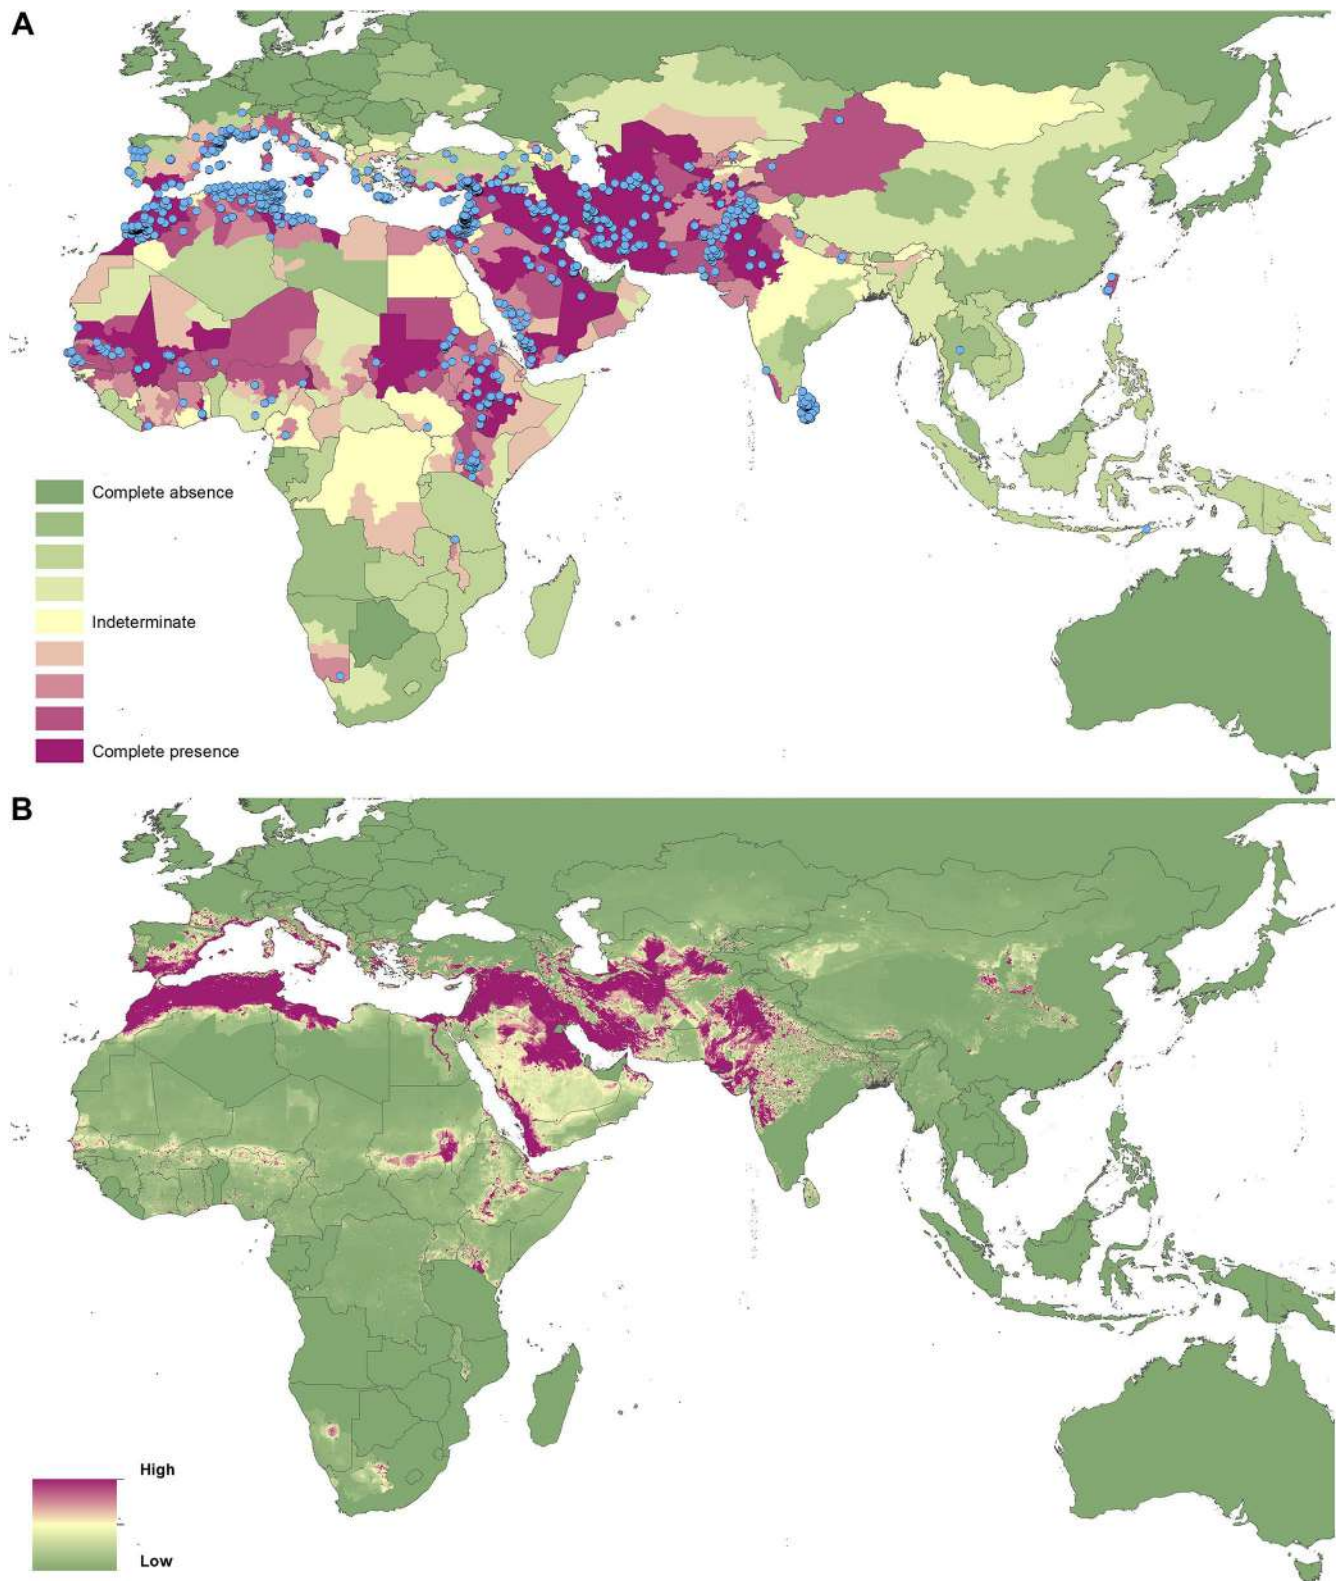 A
Complete absence
Indeterminate
Complete presence
B
High
Low